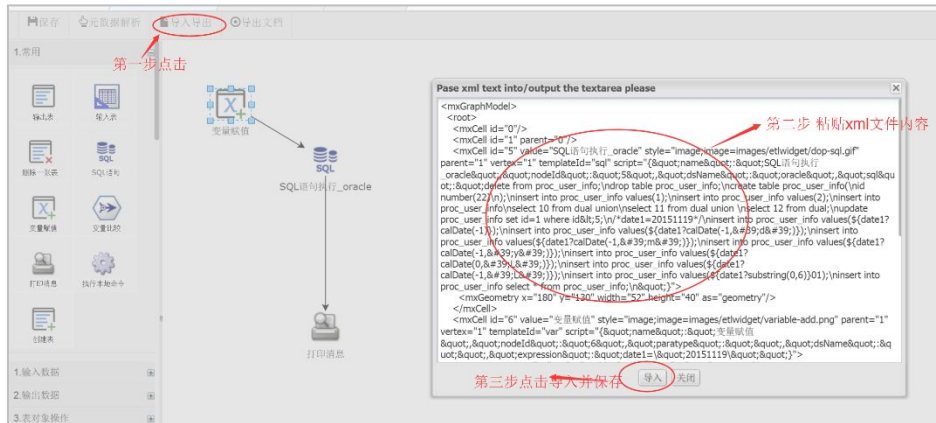 保存 元数据解析 导入导出 导出文档
1.常用
第一步点击
输出表 输入表
删除一张表 SQL语句
变量赋值 变量比较
打印消息 执行本地命令
创建表
1.输入数据
2.输出数据
3.表对象操作
变量赋值
SQL
SQL语句执行_oracle
打印消息
Pase xml text into/output the textarea please
<mxGraphModel>
<root>
<mxCell id="0"/>
<mxCell id="1" parent="0"/>
<mxCell id="5" value="SQL语句执行_oracle" style="image;image=images/etlwidget/dop-sql.gif"
parent="1" vertex="1" templateId="sql" script="{&quot;name&quot;:&quot;SQL语句执行
_oracle&quot;,&quot;nodeId&quot;:&quot;5&quot;,&quot;dsName&quot;:&quot;oracle&quot;,&quot;sql&qu
ot;:&quot;delete from proc_user_info;\ndrop table proc_user_info;\ncreate table proc_user_info(\nid
number(22)\n);\ninsert into proc_user_info values(1);\ninsert into proc_user_info values(2);\ninsert into
proc_user_info\nselect 10 from dual union\nselect 11 from dual union \nselect 12 from dual;\nupdate
proc_user_info set id=1 where id&lt;5;\n/*date1=20151119*/\ninsert into proc_user_info values(${date1?
calDate(-1)});\ninsert into proc_user_info values(${date1?calDate(-1,&#39;d&#39;)});\ninsert into
proc_user_info values(${date1?calDate(-1,&#39;m&#39;)});\ninsert into proc_user_info values(${date1?
calDate(-1,&#39;y&#39;)});\ninsert into proc_user_info values(${date1?
calDate(0,&#39;L&#39;)});\ninsert into proc_user_info values(${date1?
calDate(-1,&#39;L&#39;)});\ninsert into proc_user_info values(${date1?substring(0,6)}01);\ninsert into
proc_user_info select * from proc_user_info;\n&quot;}">
<mxGeometry x="180" y="130" width="52" height="40" as="geometry"/>
</mxCell>
<mxCell id="6" value="变量赋值" style="image;image=images/etlwidget/variable-add.png" parent="1"
vertex="1" templateId="var" script="{&quot;name&quot;:&quot;变量赋值
&quot;,&quot;nodeId&quot;:&quot;6&quot;,&quot;paratype&quot;:&quot;&quot;,&quot;dsName&quot;:&q
uot;&quot;,&quot;expression&quot;:&quot;date1=\&quot;20151119\&quot;&quot;}">
第二步 粘贴xml文件内容
第三步点击导入并保存
导入 关闭